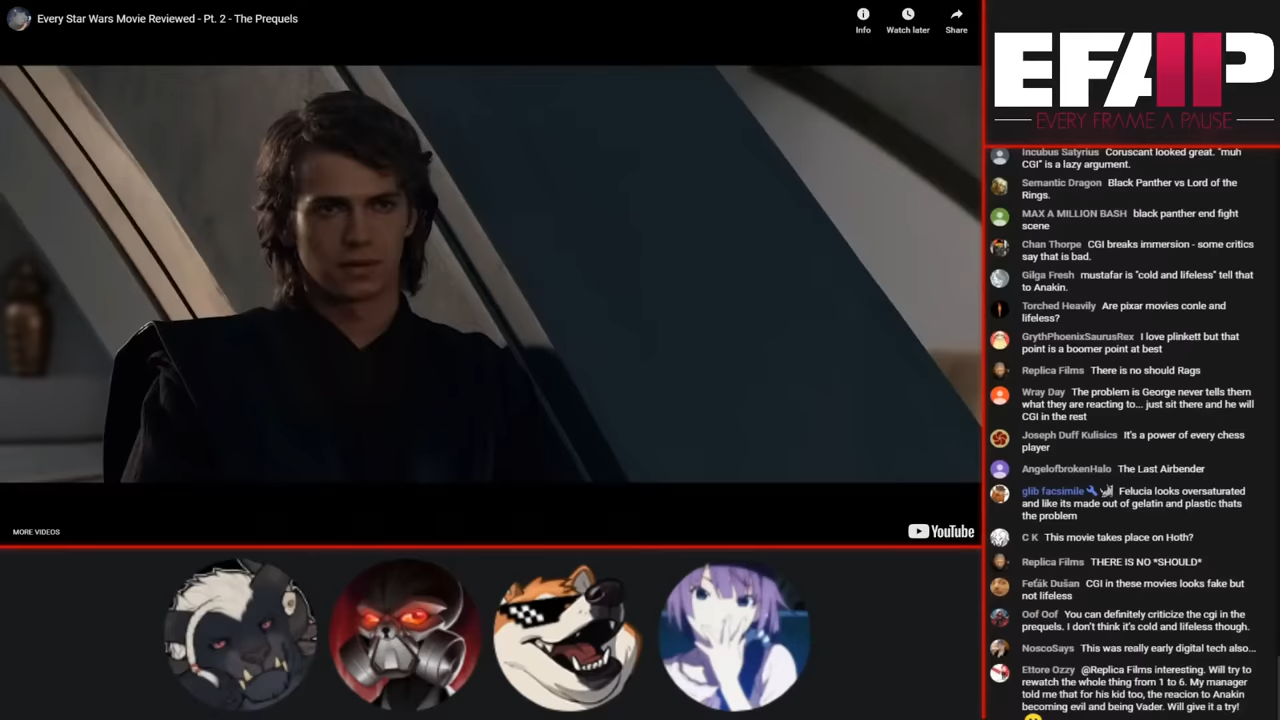 Every Star Wars Movie Reviewed - Pt. 2 - The Prequels
Info
Watch later
Share
MORE VIDEOS
YouTube
EFAP
EVERY FRAME A PAUSE
Incubus Satyrius Coruscant looked great. "muh
CGI" is a lazy argument.
Semantic Dragon Black Panther vs Lord of the
Rings.
MAX A MILLION BASH black panther end fight
scene
Chan Thorpe CGI breaks immersion - some critics
say that is bad.
Gilga Fresh mustafar is "cold and lifeless" tell that
to Anakin.
Torched Heavily Are pixar movies conle and
lifeless?
GrythPhoenixSaurusRex I love plinkett but that
point is a boomer point at best
Replica Films There is no should Rags
Wray Day The problem is George never tells them
what they are reacting to... just sit there and he will
CGI in the rest
Joseph Duff Kulisics It's a power of every chess
player
AngelofbrokenHalo The Last Airbender
glib facsimile Felucia looks oversaturated
and like its made out of gelatin and plastic thats
the problem
C K This movie takes place on Hoth?
Replica Films THERE IS NO *SHOULD*
Feťák Dušan CGI in these movies looks fake but
not lifeless
Oof Oof You can definitely criticize the cgi in the
prequels. I don't think it's cold and lifeless though.
NoscoSays This was really early digital tech also...
Ettore Ozzy @Replica Films interesting. Will try to
rewatch the whole thing from 1 to 6. My manager
told me that for his kid too, the reacion to Anakin
becoming evil and being Vader. Will give it a try!